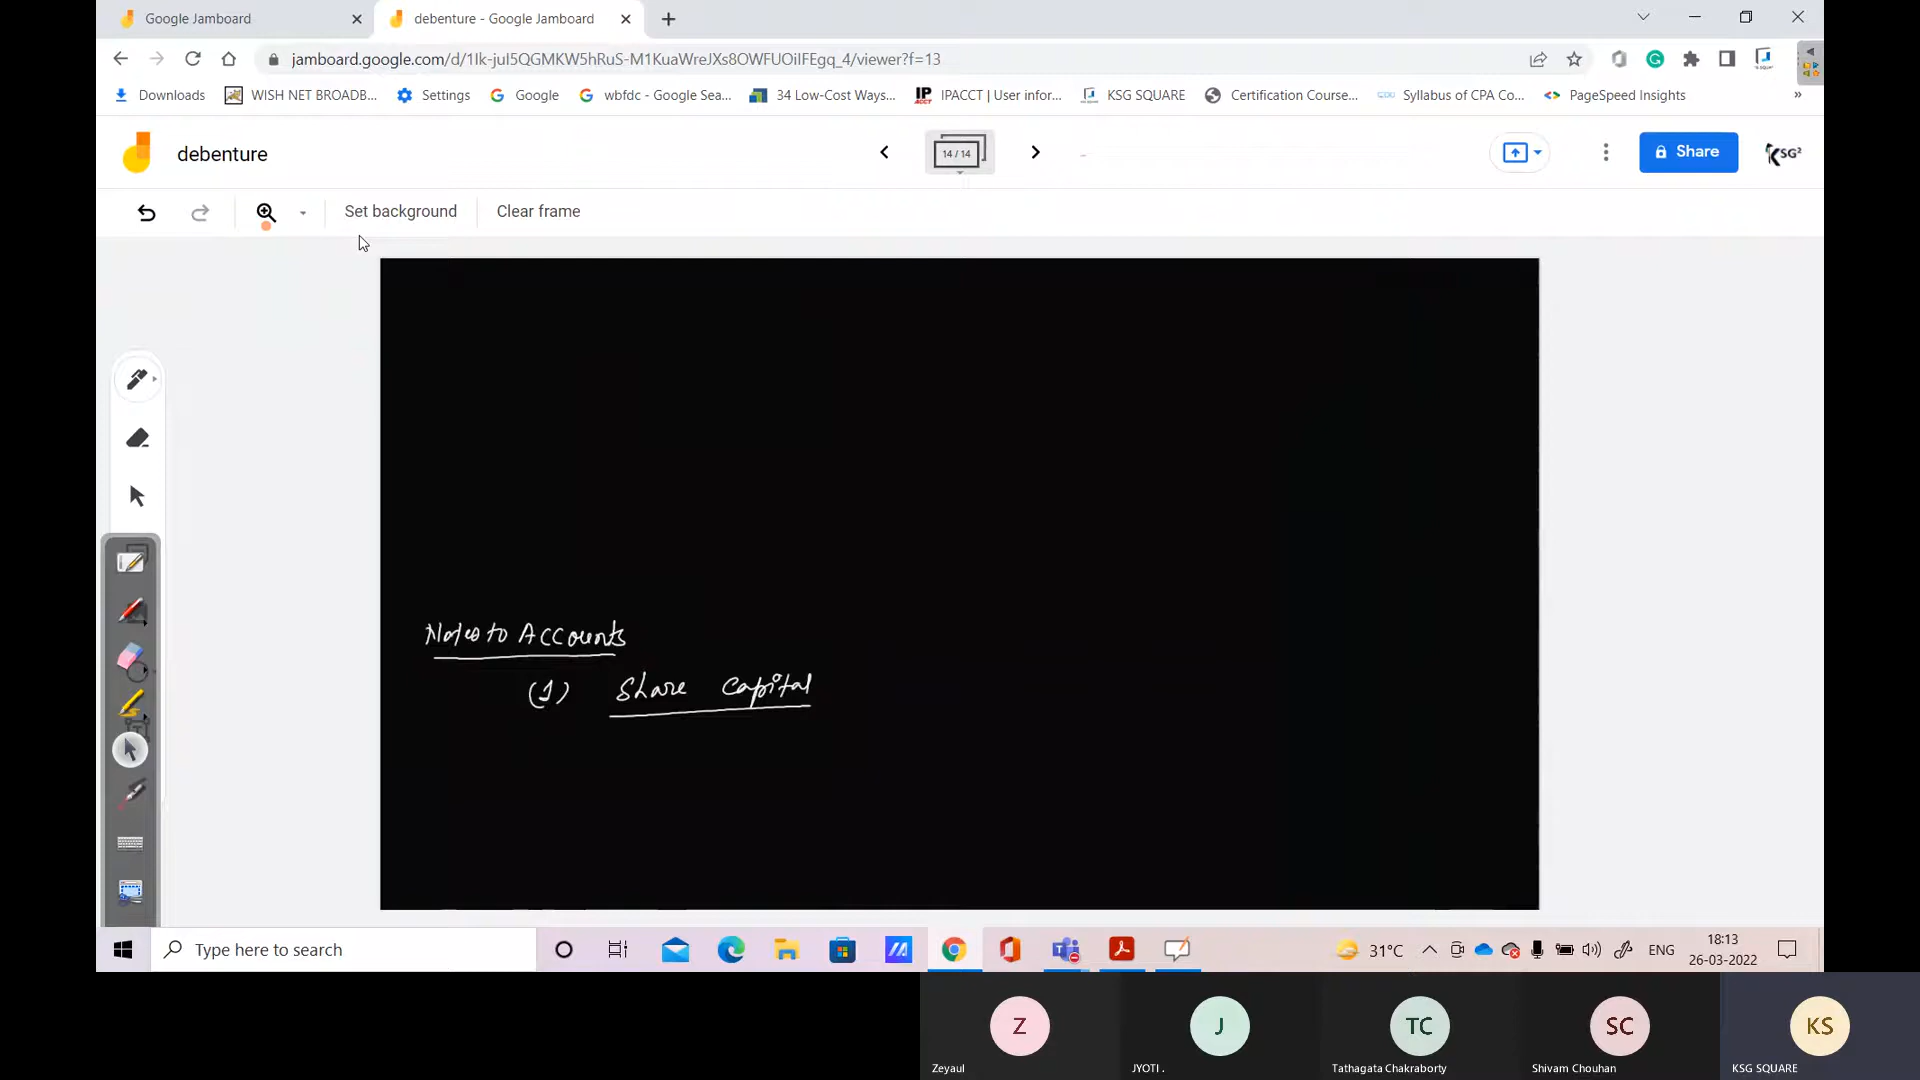 Google Jamboard
debenture - Google Jamboard
jamboard.google.com/d/1lk-juI5QGMKW5hRuS-M1KuaWreJXs8OWFUOilFEgq_4/viewer?f=13
Downloads WISH NET BROADB... Settings Google wbfdc - Google Sea... 34 Low-Cost Ways... IPACCT | User infor... KSG SQUARE Certification Course... Syllabus of CPA Co... PageSpeed Insights »
debenture
14 / 14
Share
KSG²
Set background
Clear frame
Notes to Accounts
(1) Share Capital
Type here to search
31°C
ENG
18:13
26-03-2022
Z J TC SC KS
Zeyaul JYOTI . Tathagata Chakraborty Shivam Chouhan KSG SQUARE